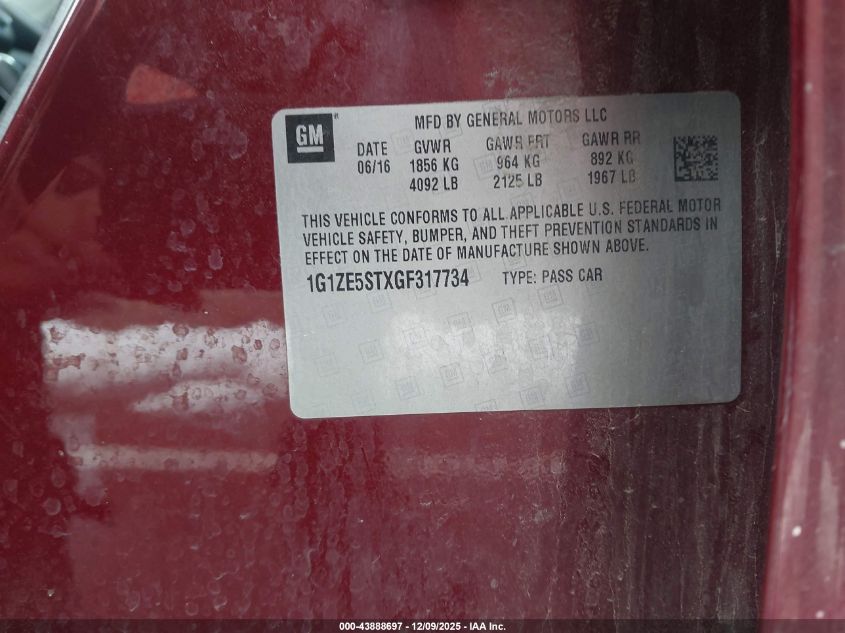 GM
MFD BY GENERAL MOTORS LLC
DATE GVWR GAWR FRT GAWR RR
06/16 1856 KG 964 KG 892 KG
4092 LB 2125 LB 1967 LB
THIS VEHICLE CONFORMS TO ALL APPLICABLE U.S. FEDERAL MOTOR
VEHICLE SAFETY, BUMPER, AND THEFT PREVENTION STANDARDS IN
EFFECT ON THE DATE OF MANUFACTURE SHOWN ABOVE.
1G1ZE5STXGF317734 TYPE: PASS CAR
000-43888697 - 12/09/2025 - IAA Inc.